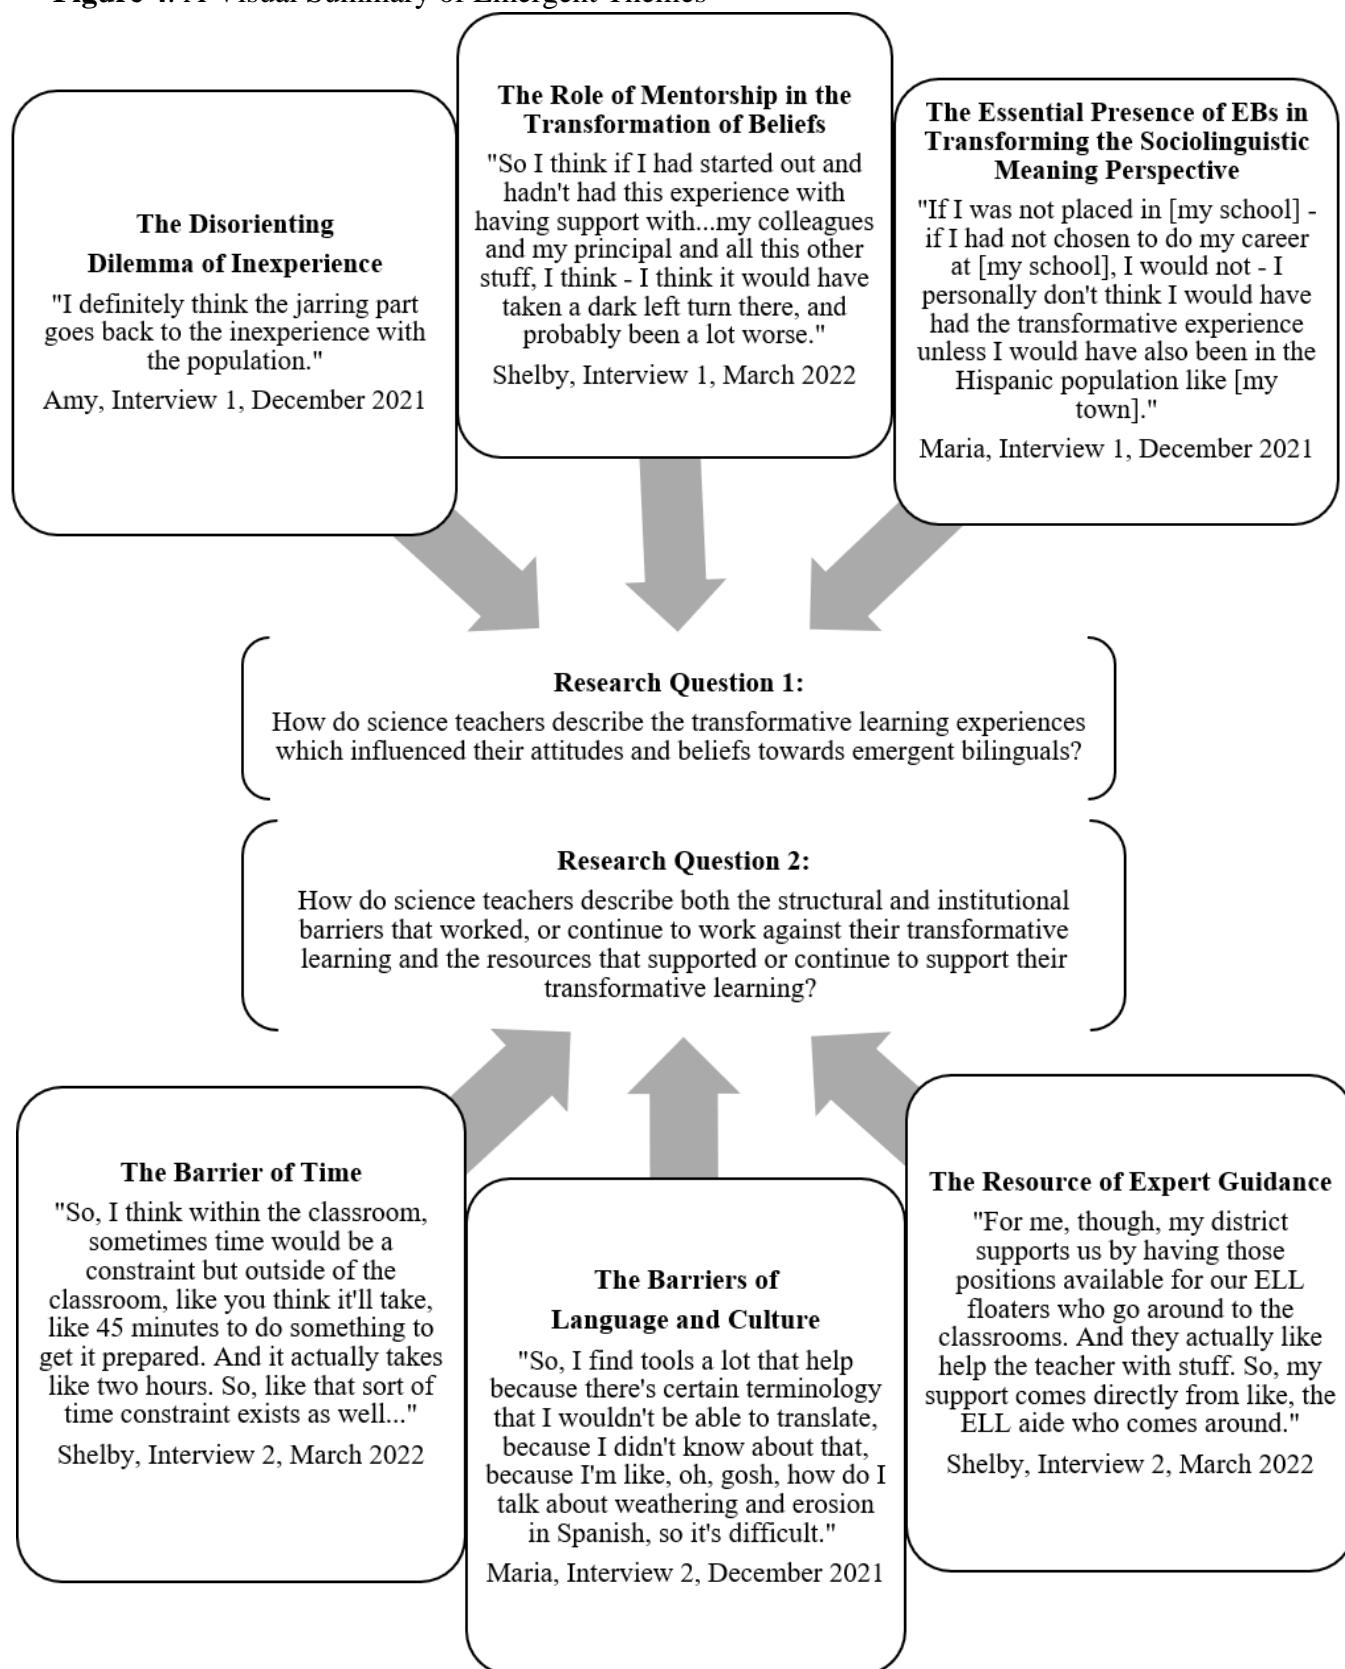 Figure 4. A Visual Summary of Emergent Themes
The Disorienting
Dilemma of Inexperience
"I definitely think the jarring part
goes back to the inexperience with
the population."
Amy, Interview 1, December 2021
The Role of Mentorship in the
Transformation of Beliefs
"So I think if I had started out and
hadn't had this experience with
having support with...my colleagues
and my principal and all this other
stuff, I think - I think it would have
taken a dark left turn there, and
probably been a lot worse."
Shelby, Interview 1, March 2022
The Essential Presence of EBs in
Transforming the Sociolinguistic
Meaning Perspective
"If I was not placed in [my school] -
if I had not chosen to do my career
at [my school], I would not - I
personally don't think I would have
had the transformative experience
unless I would have also been in the
Hispanic population like [my
town]."
Maria, Interview 1, December 2021
Research Question 1:
How do science teachers describe the transformative learning experiences
which influenced their attitudes and beliefs towards emergent bilinguals?
Research Question 2:
How do science teachers describe both the structural and institutional
barriers that worked, or continue to work against their transformative
learning and the resources that supported or continue to support their
transformative learning?
The Barrier of Time
"So, I think within the classroom,
sometimes time would be a
constraint but outside of the
classroom, like you think it'll take,
like 45 minutes to do something to
get it prepared. And it actually takes
like two hours. So, like that sort of
time constraint exists as well..."
Shelby, Interview 2, March 2022
The Barriers of
Language and Culture
"So, I find tools a lot that help
because there's certain terminology
that I wouldn't be able to translate,
because I didn't know about that,
because I'm like, oh, gosh, how do I
talk about weathering and erosion
in Spanish, so it's difficult."
Maria, Interview 2, December 2021
The Resource of Expert Guidance
"For me, though, my district
supports us by having those
positions available for our ELL
floaters who go around to the
classrooms. And they actually like
help the teacher with stuff. So, my
support comes directly from like, the
ELL aide who comes around."
Shelby, Interview 2, March 2022